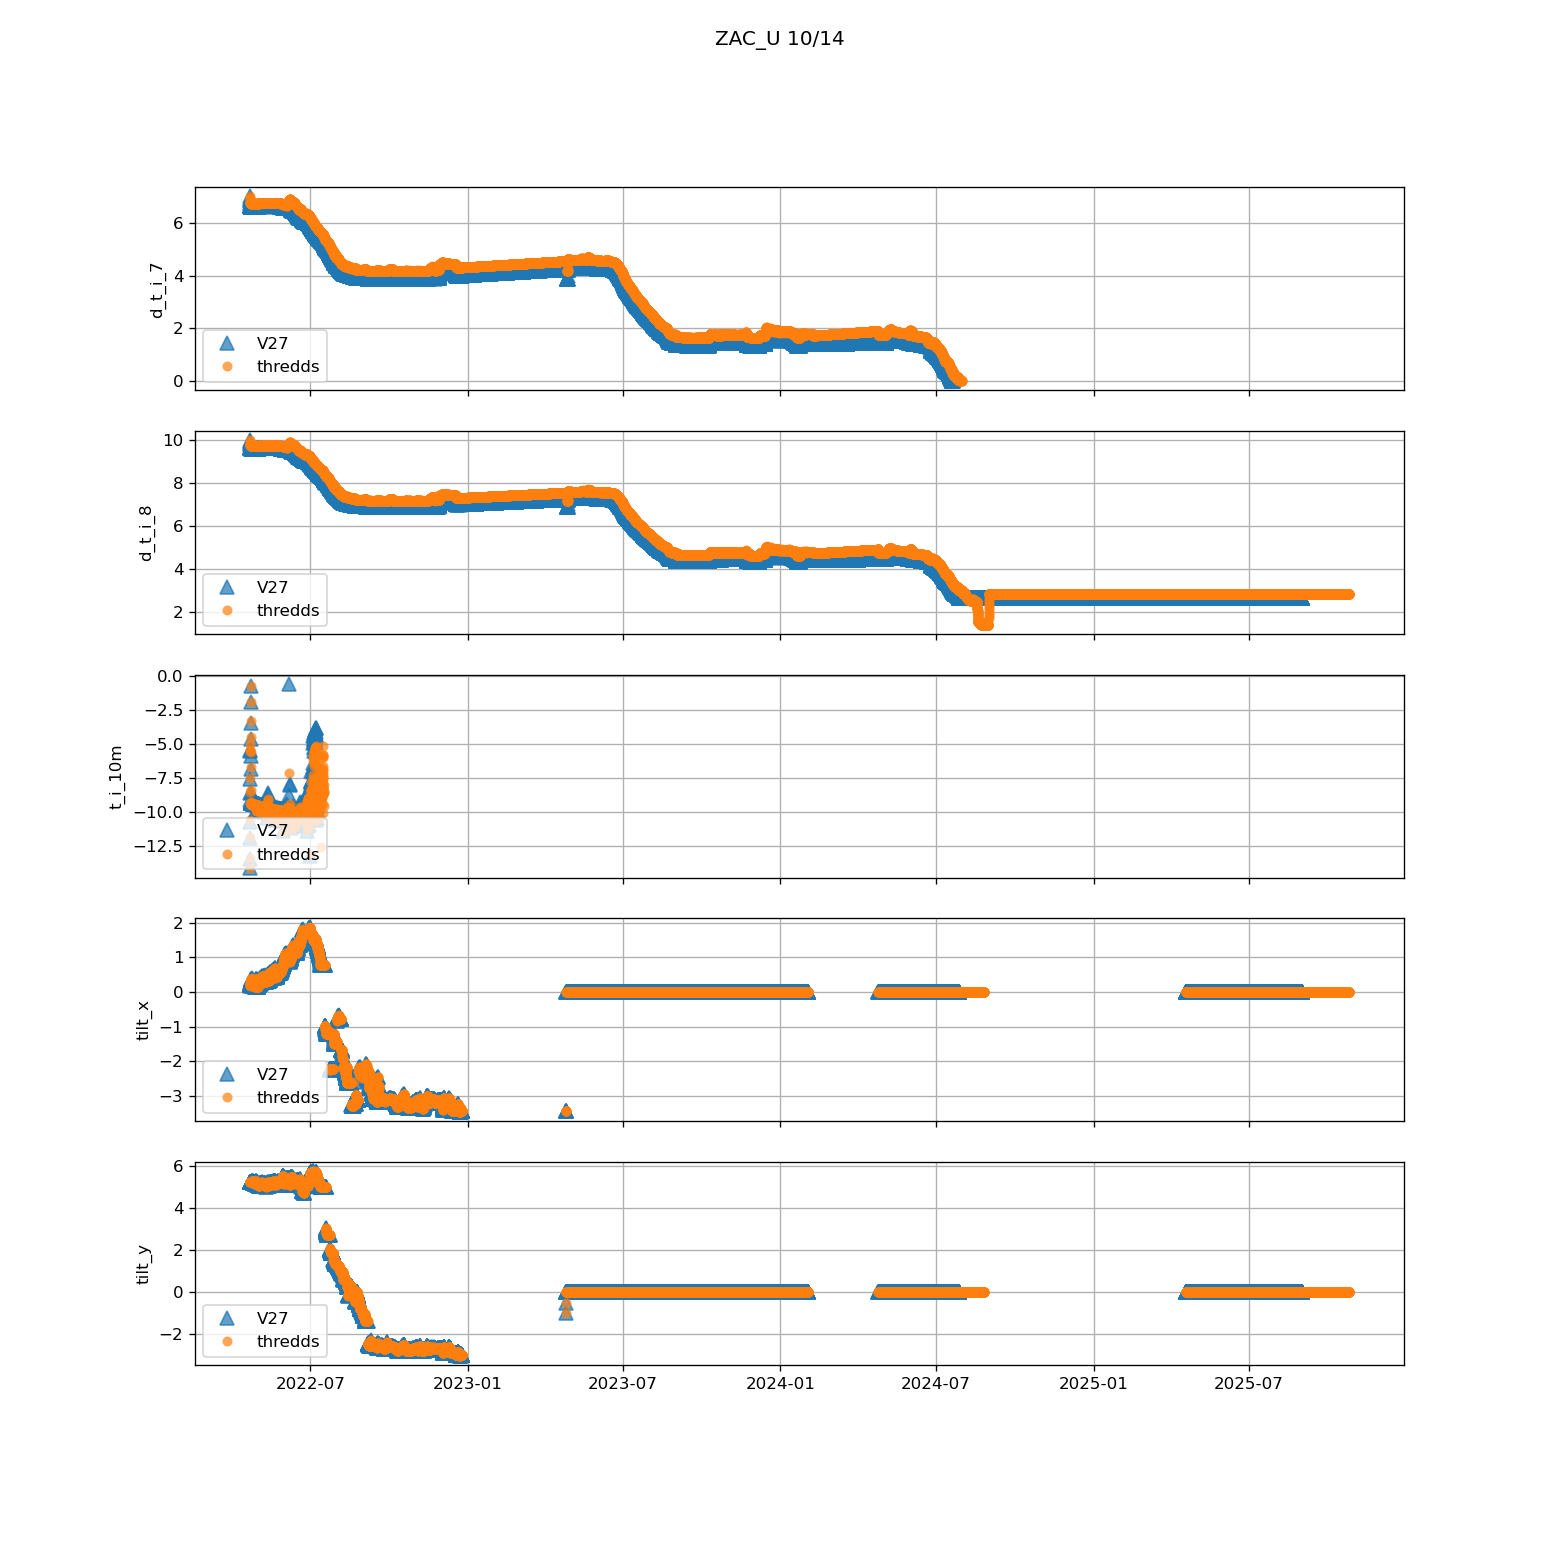 ZAC_U 10/14
6
4
2
0
d_t_i_7
V27
thredds
10
8
6
4
2
d_t_i_8
V27
thredds
0.0
−2.5
−5.0
−7.5
−10.0
−12.5
t_i_10m
V27
thredds
2
1
0
−1
−2
−3
tilt_x
V27
thredds
6
4
2
0
−2
tilt_y
V27
thredds
2022-07 2023-01 2023-07 2024-01 2024-07 2025-01 2025-07